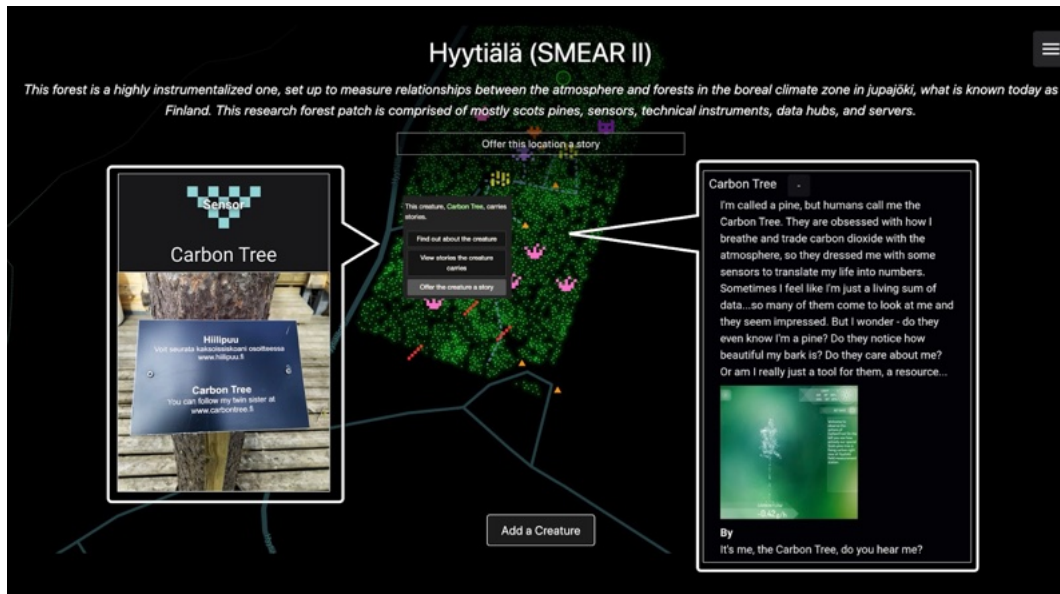 Hyytiälä (SMEAR II)
This forest is a highly instrumentalized one, set up to measure relationships between the atmosphere and forests in the boreal climate zone in jupajöki, what is known today as
Finland. This research forest patch is comprised of mostly scots pines, sensors, technical instruments, data hubs, and servers.
Offer this location a story
Sensor
Carbon Tree
Hiilipuu
Voit seurata kaksoissiskoani osoitteessa
www.hiilipuu.fi
Carbon Tree
You can follow my twin sister at
www.carbontree.fi
This creature, Carbon Tree, carries
stories.
Find out about the creature
View stories the creature
carries
Offer the creature a story
Carbon Tree -
I'm called a pine, but humans call me the
Carbon Tree. They are obsessed with how I
breathe and trade carbon dioxide with the
atmosphere, so they dressed me with some
sensors to translate my life into numbers.
Sometimes I feel like I'm just a living sum of
data...so many of them come to look at me and
they seem impressed. But I wonder - do they
even know I'm a pine? Do they notice how
beautiful my bark is? Do they care about me?
Or am I really just a tool for them, a resource...
By
It's me, the Carbon Tree, do you hear me?
Add a Creature